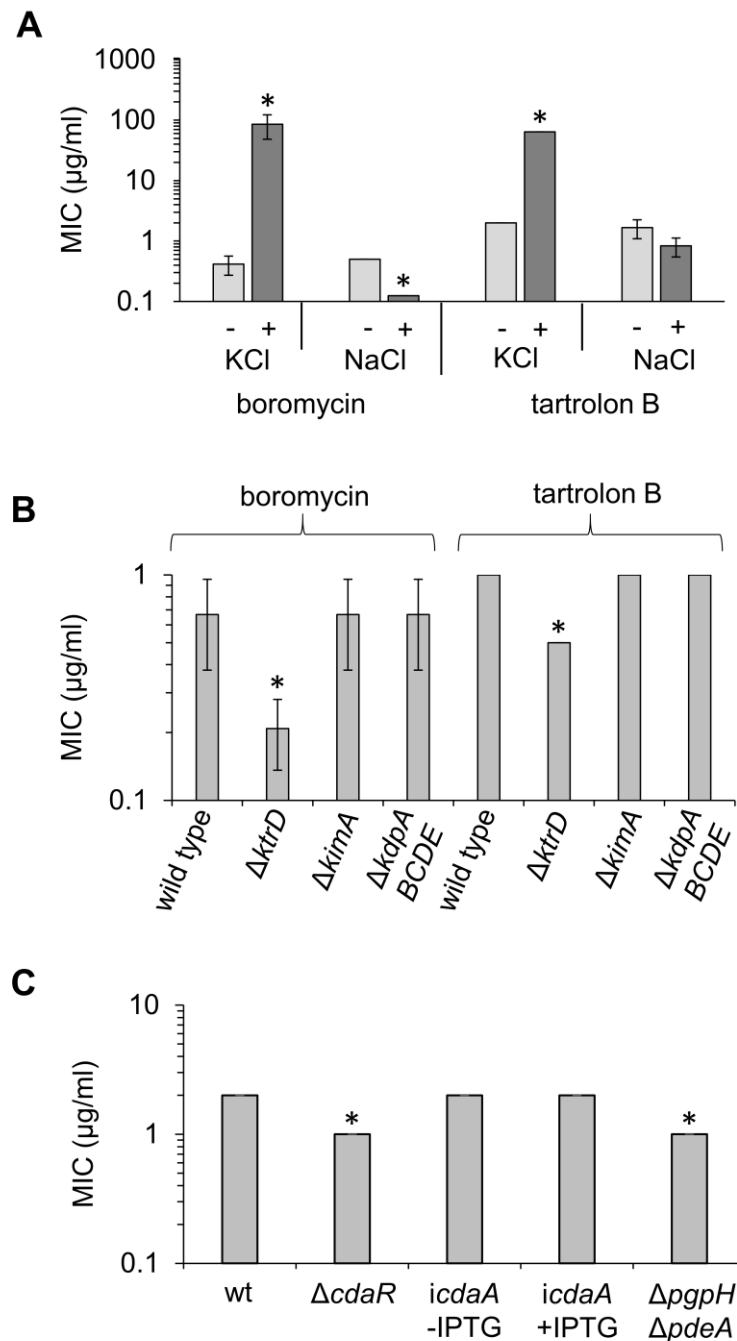 A
MIC (µg/ml)
1000
100
10
1
0.1
*
*
*
- + - + - + - +
KCl NaCl KCl NaCl
boromycin tartrolon B
B
boromycin tartrolon B
MIC (µg/ml)
1
0.1
*
*
wild type
ΔktrD
ΔkimA
ΔkdpA
BCDE
wild type
ΔktrD
ΔkimA
ΔkdpA
BCDE
C
MIC (µg/ml)
10
1
0.1
*
*
wt ΔcdaR icdaA icdaA ΔpgpH
-IPTG +IPTG ΔpdeA